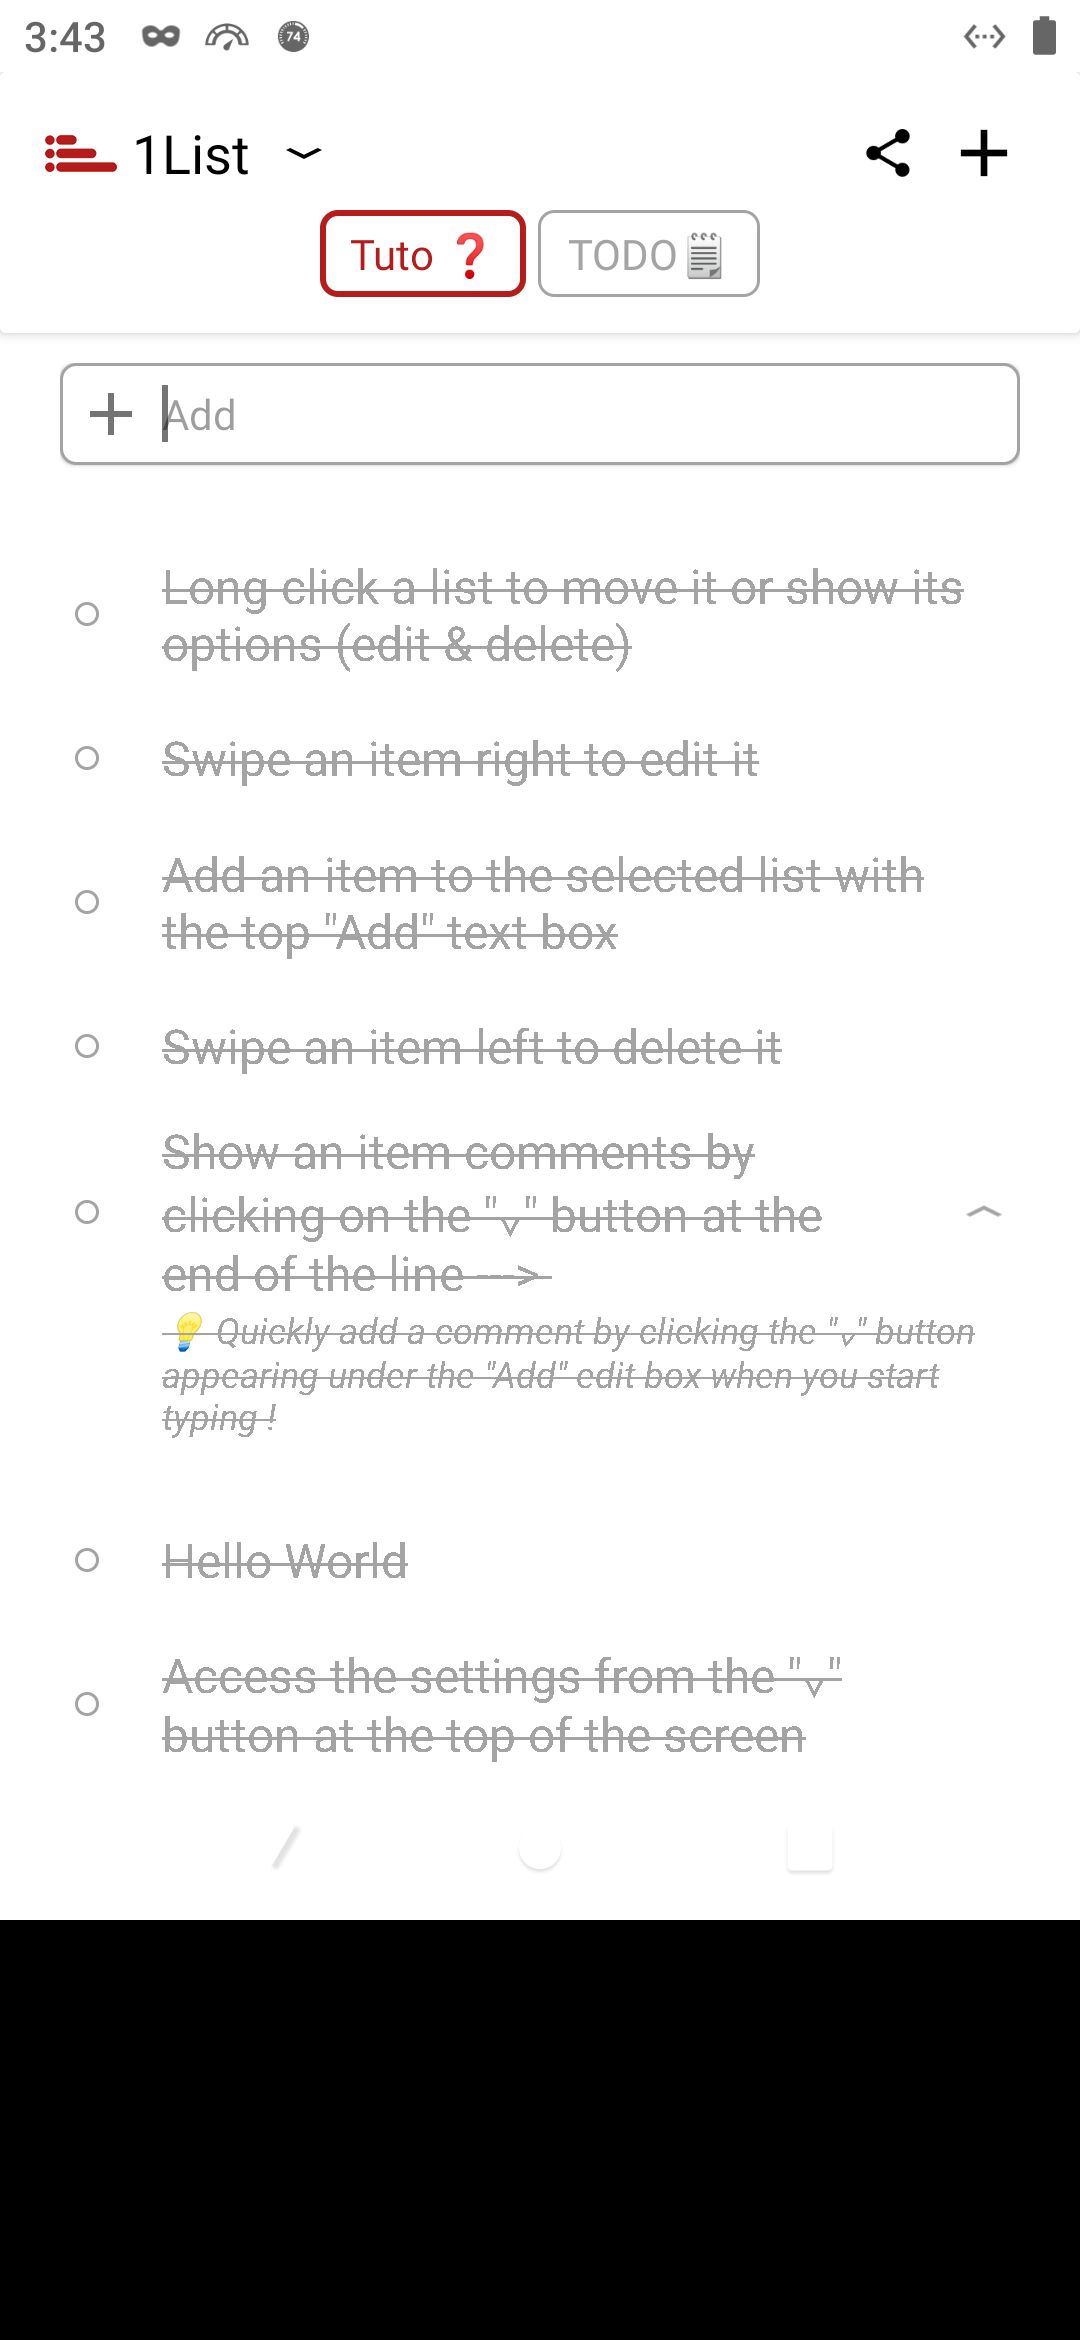 3:43
74
1List
Tuto ❓
TODO🗒
Add
Long click a list to move it or show its
options (edit & delete)
Swipe an item right to edit it
Add an item to the selected list with
the top "Add" text box
Swipe an item left to delete it
Show an item comments by
clicking on the "⌄" button at the
end of the line --->
💡 Quickly add a comment by clicking the "⌄" button
appearing under the "Add" edit box when you start
typing !
Hello World
Access the settings from the "⌄"
button at the top of the screen